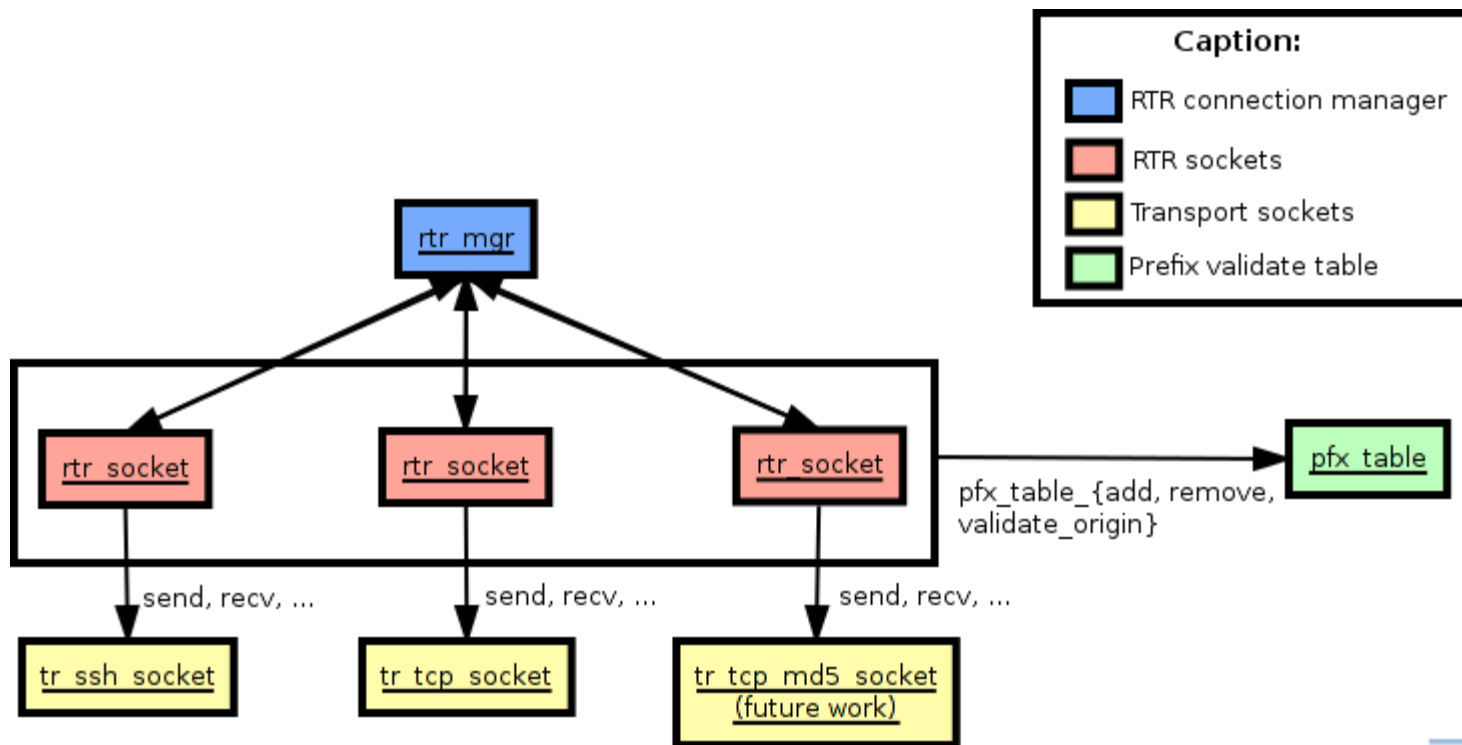 Caption:
RTR connection manager
RTR sockets
Transport sockets
Prefix validate table
rtr_mgr
rtr_socket
rtr_socket
rtr_socket
pfx_table
pfx_table_{add, remove,
validate_origin}
send, recv, ...
send, recv, ...
send, recv, ...
tr_ssh_socket
tr_tcp_socket
tr_tcp_md5_socket
(future work)